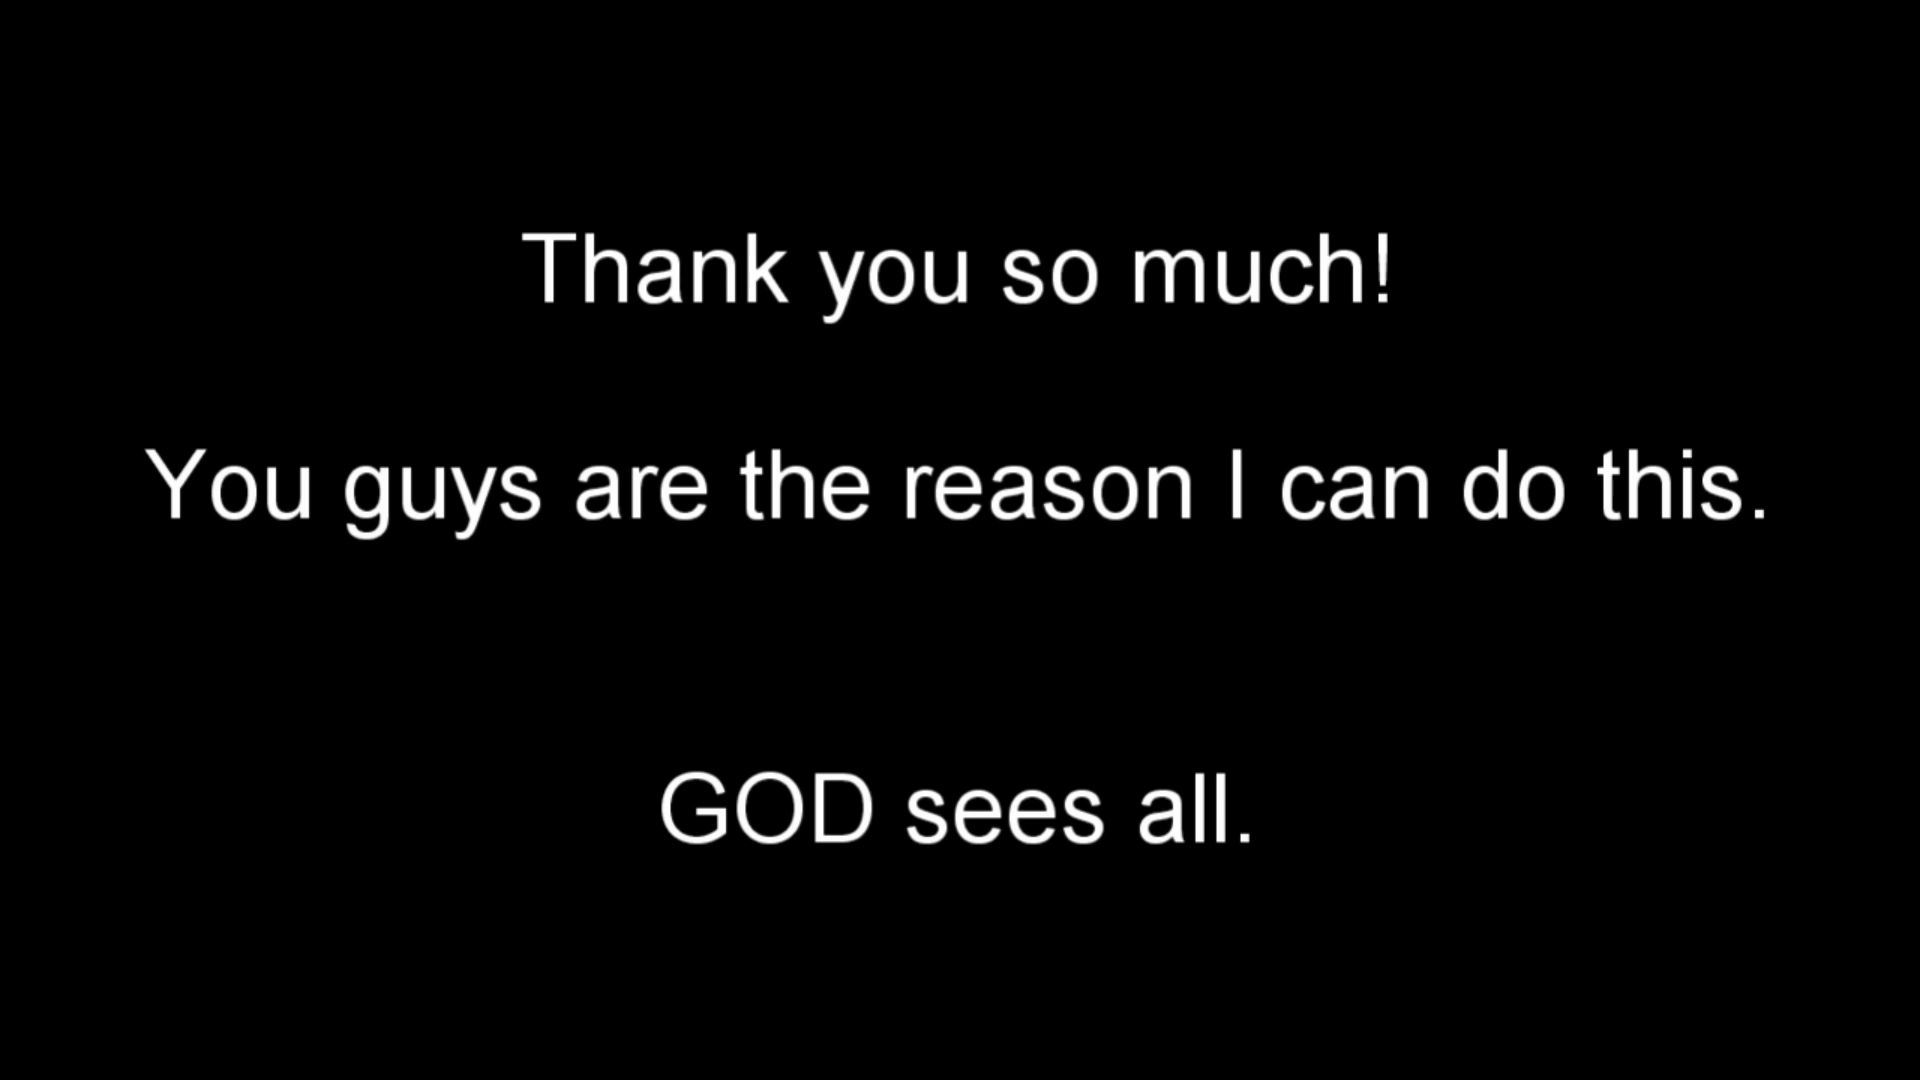 Thank you so much!
You guys are the reason I can do this.
GOD sees all.